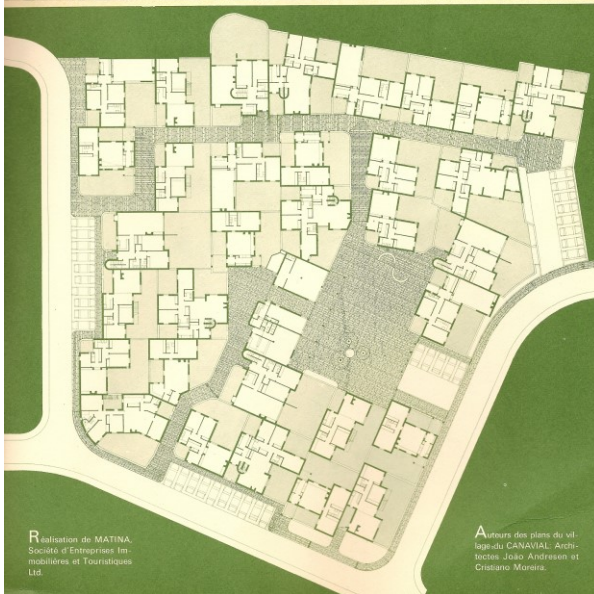 Réalisation de MATINA,
Société d'Entreprises Im-
mobilières et Touristiques
Ltd.
Auteurs des plans du vil-
lage du CANAVIAL: Archi-
tectes João Andresen et
Cristiano Moreira.